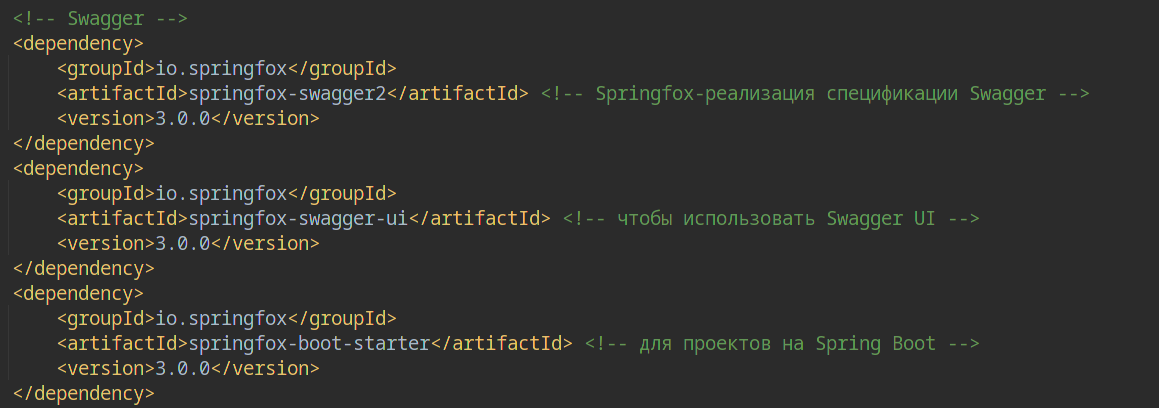 <!-- Swagger -->
<dependency>
    <groupId>io.springfox</groupId>
    <artifactId>springfox-swagger2</artifactId> <!-- Springfox-реализация спецификации Swagger -->
    <version>3.0.0</version>
</dependency>
<dependency>
    <groupId>io.springfox</groupId>
    <artifactId>springfox-swagger-ui</artifactId> <!-- чтобы использовать Swagger UI -->
    <version>3.0.0</version>
</dependency>
<dependency>
    <groupId>io.springfox</groupId>
    <artifactId>springfox-boot-starter</artifactId> <!-- для проектов на Spring Boot -->
    <version>3.0.0</version>
</dependency>